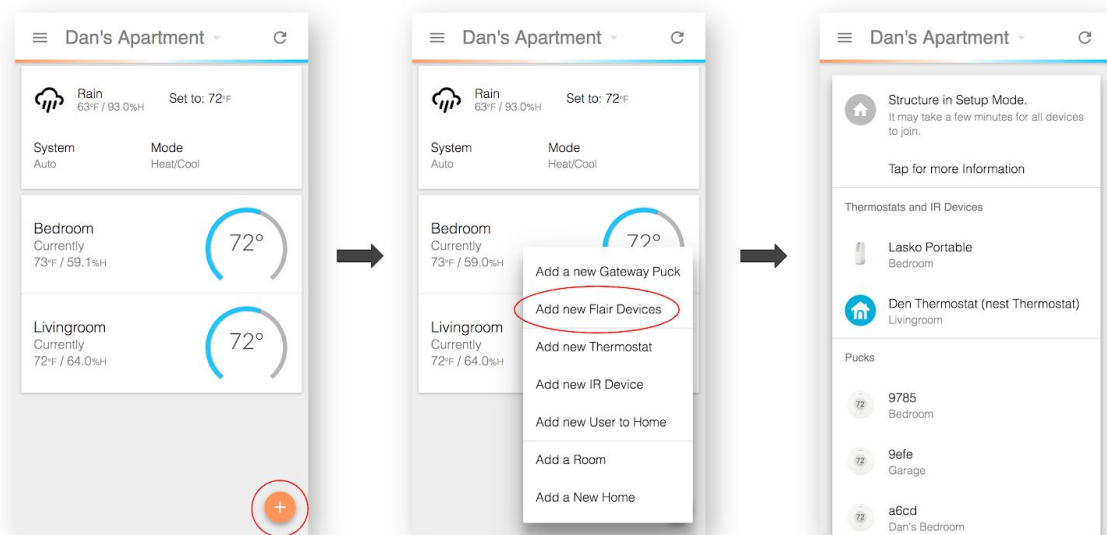 Dan's Apartment
Rain
63°F / 93.0%H
Set to: 72°F
System
Auto
Mode
Heat/Cool
Bedroom
Currently
73°F / 59.1%H
72°
Livingroom
Currently
72°F / 64.0%H
72°
+
Dan's Apartment
Rain
63°F / 93.0%H
Set to: 72°F
System
Auto
Mode
Heat/Cool
Bedroom
Currently
73°F / 59.0%H
72°
Livingroom
Currently
72°F / 64.0%H
Add a new Gateway Puck
Add new Flair Devices
Add new Thermostat
Add new IR Device
Add new User to Home
Add a Room
Add a New Home
Dan's Apartment
Structure in Setup Mode.
It may take a few minutes for all devices
to join.
Tap for more Information
Thermostats and IR Devices
Lasko Portable
Bedroom
Den Thermostat (nest Thermostat)
Livingroom
Pucks
72
9785
Bedroom
72
9efe
Garage
72
a6cd
Dan's Bedroom